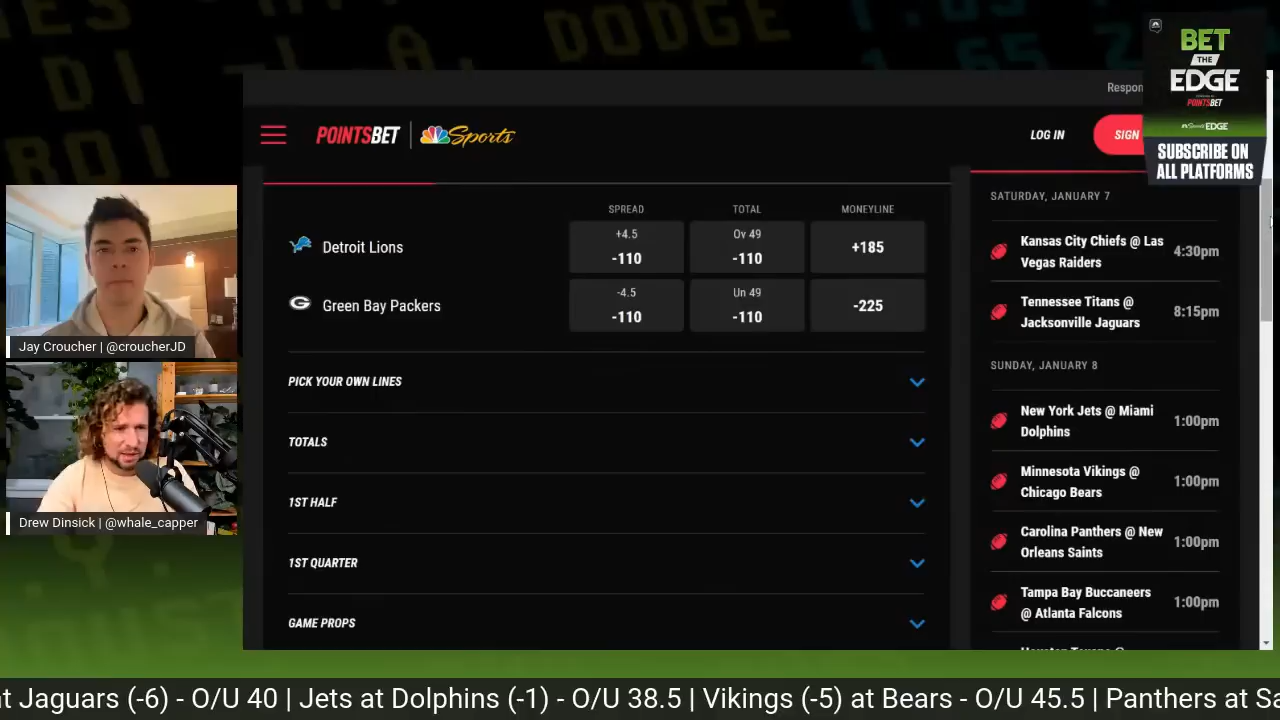 Respon
BET
THE
EDGE
POINTSBET
SUBSCRIBE ON
ALL PLATFORMS
POINTSBET | Sports
LOG IN
SIGN
SPREAD TOTAL MONEYLINE
Detroit Lions
+4.5
-110
Ov 49
-110
+185
Green Bay Packers
-4.5
-110
Un 49
-110
-225
PICK YOUR OWN LINES
TOTALS
1ST HALF
1ST QUARTER
GAME PROPS
SATURDAY, JANUARY 7
Kansas City Chiefs @ Las
Vegas Raiders
4:30pm
Tennessee Titans @
Jacksonville Jaguars
8:15pm
SUNDAY, JANUARY 8
New York Jets @ Miami
Dolphins
1:00pm
Minnesota Vikings @
Chicago Bears
1:00pm
Carolina Panthers @ New
Orleans Saints
1:00pm
Tampa Bay Buccaneers
@ Atlanta Falcons
1:00pm
Jay Croucher | @croucherJD
Drew Dinsick | @whale_capper
at Jaguars (-6) - O/U 40 | Jets at Dolphins (-1) - O/U 38.5 | Vikings (-5) at Bears - O/U 45.5 | Panthers at Sa